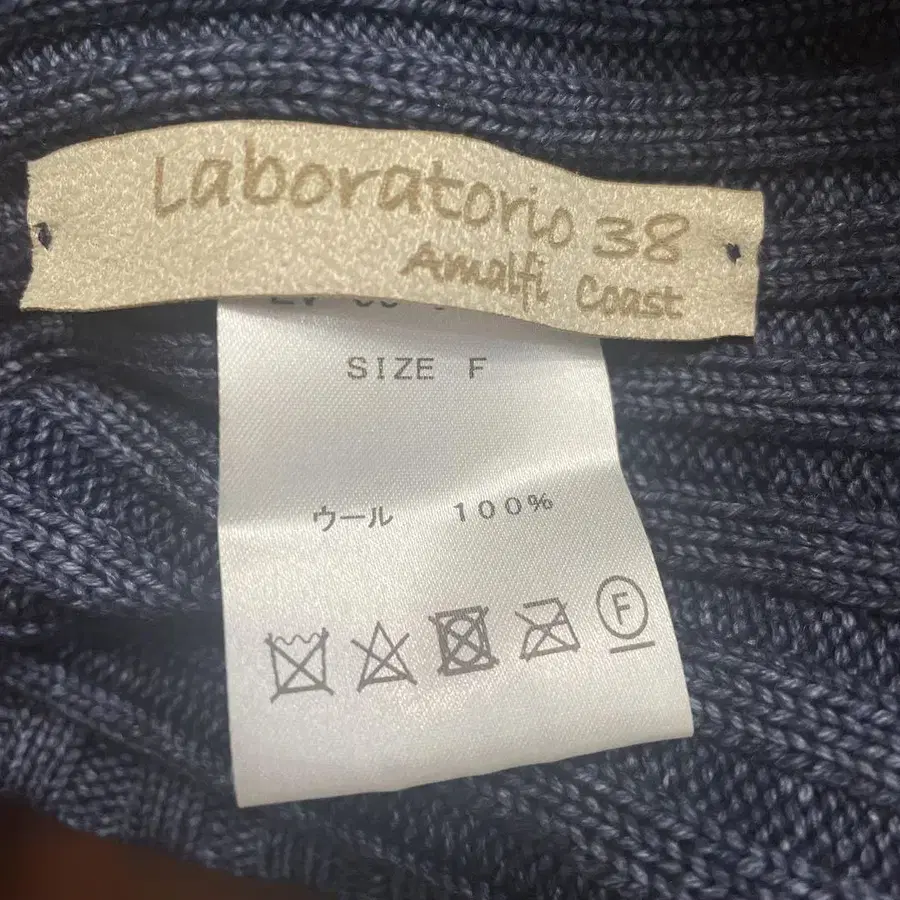 Laboratorio 38
Amalfi Coast
SIZE F
ウール 100%
F